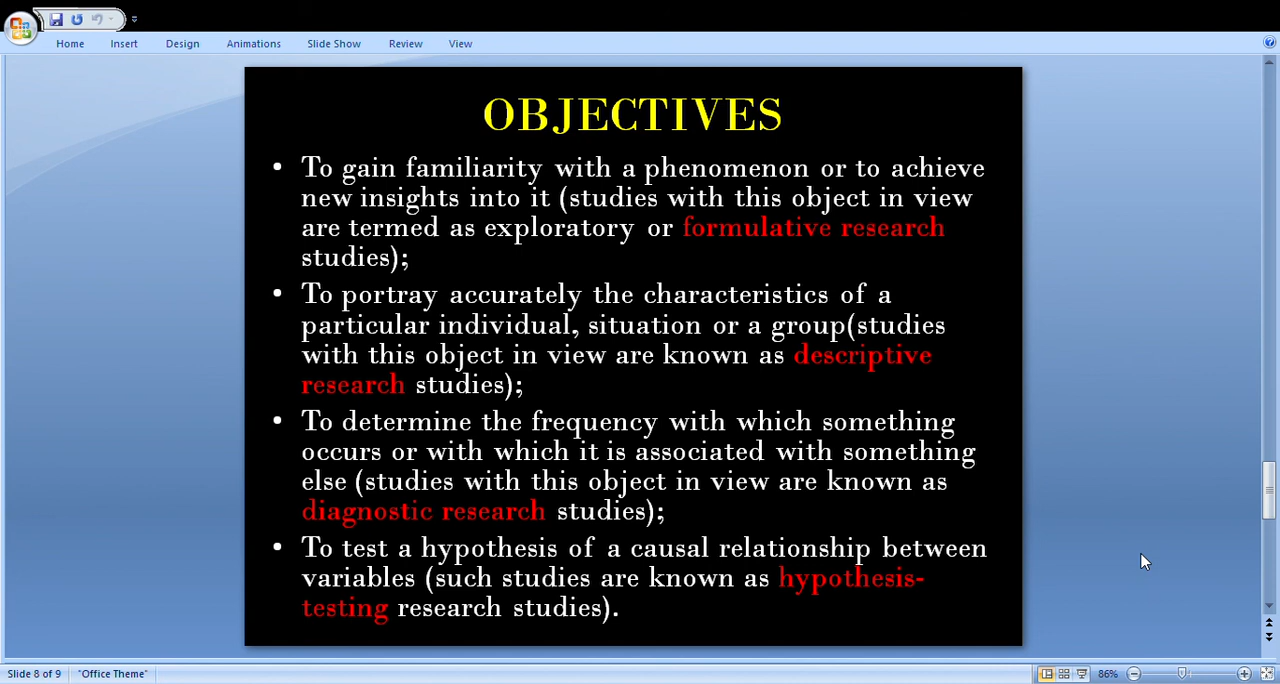 Home Insert Design Animations Slide Show Review View
OBJECTIVES
• To gain familiarity with a phenomenon or to achieve
new insights into it (studies with this object in view
are termed as exploratory or formulative research
studies);
• To portray accurately the characteristics of a
particular individual, situation or a group(studies
with this object in view are known as descriptive
research studies);
• To determine the frequency with which something
occurs or with which it is associated with something
else (studies with this object in view are known as
diagnostic research studies);
• To test a hypothesis of a causal relationship between
variables (such studies are known as hypothesis-
testing research studies).
Slide 8 of 9 "Office Theme" 86%